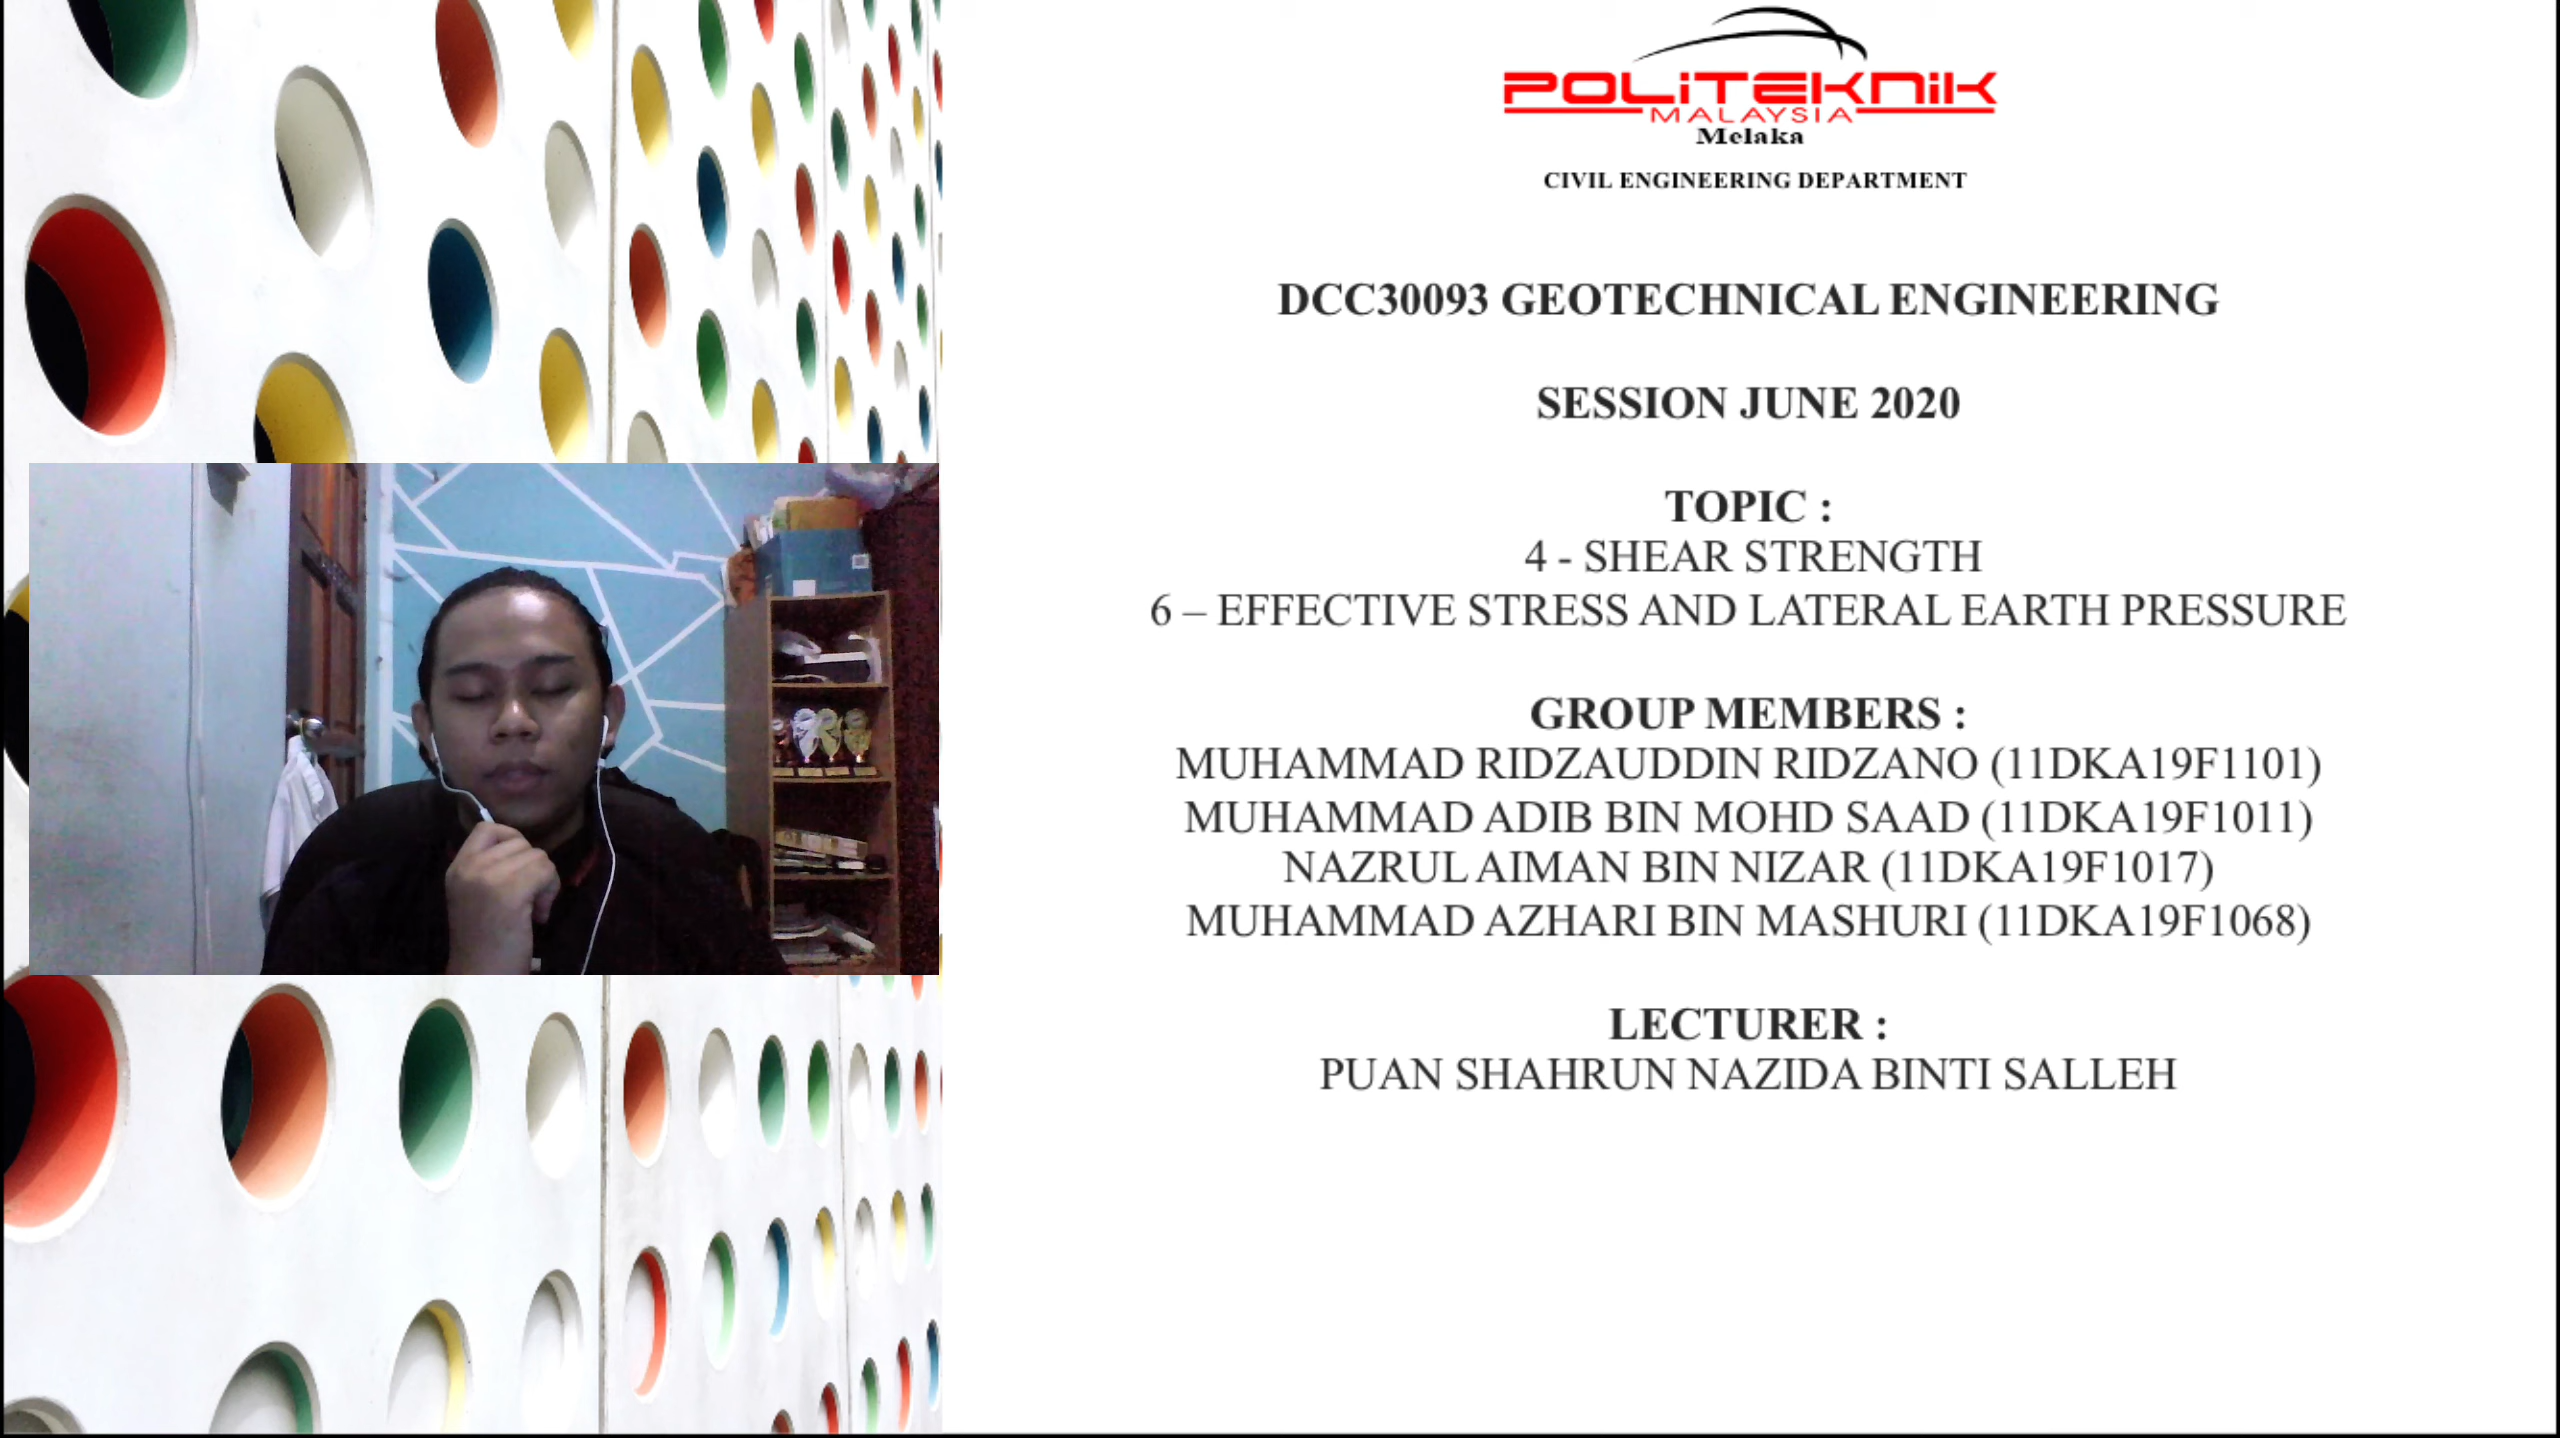 POLiTEKNiK
MALAYSIA
Melaka
CIVIL ENGINEERING DEPARTMENT
DCC30093 GEOTECHNICAL ENGINEERING
SESSION JUNE 2020
TOPIC :
4 - SHEAR STRENGTH
6 – EFFECTIVE STRESS AND LATERAL EARTH PRESSURE
GROUP MEMBERS :
MUHAMMAD RIDZAUDDIN RIDZANO (11DKA19F1101)
MUHAMMAD ADIB BIN MOHD SAAD (11DKA19F1011)
NAZRUL AIMAN BIN NIZAR (11DKA19F1017)
MUHAMMAD AZHARI BIN MASHURI (11DKA19F1068)
LECTURER :
PUAN SHAHRUN NAZIDA BINTI SALLEH